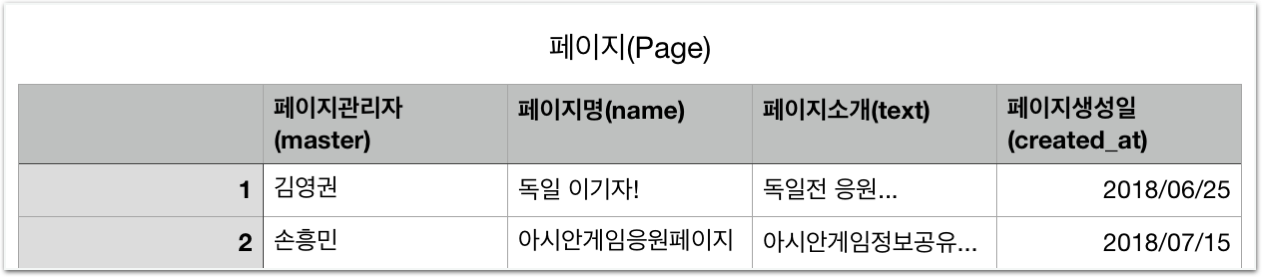 페이지(Page)
페이지관리자 페이지명(name) 페이지소개(text) 페이지생성일
(master) (created_at)
1 김영권 독일 이기자! 독일전 응원... 2018/06/25
2 손흥민 아시안게임응원페이지 아시안게임정보공유... 2018/07/15